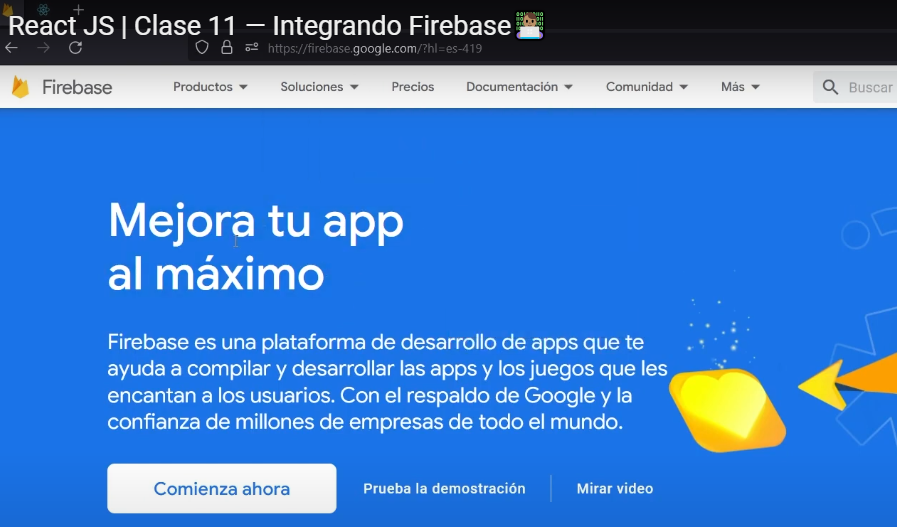 React JS | Clase 11 — Integrando Firebase👨🏽‍💻
https://firebase.google.com/?hl=es-419
Firebase Productos Soluciones Precios Documentación Comunidad Más Buscar
Mejora tu app
al máximo
Firebase es una plataforma de desarrollo de apps que te
ayuda a compilar y desarrollar las apps y los juegos que les
encantan a los usuarios. Con el respaldo de Google y la
confianza de millones de empresas de todo el mundo.
Comienza ahora Prueba la demostración Mirar video